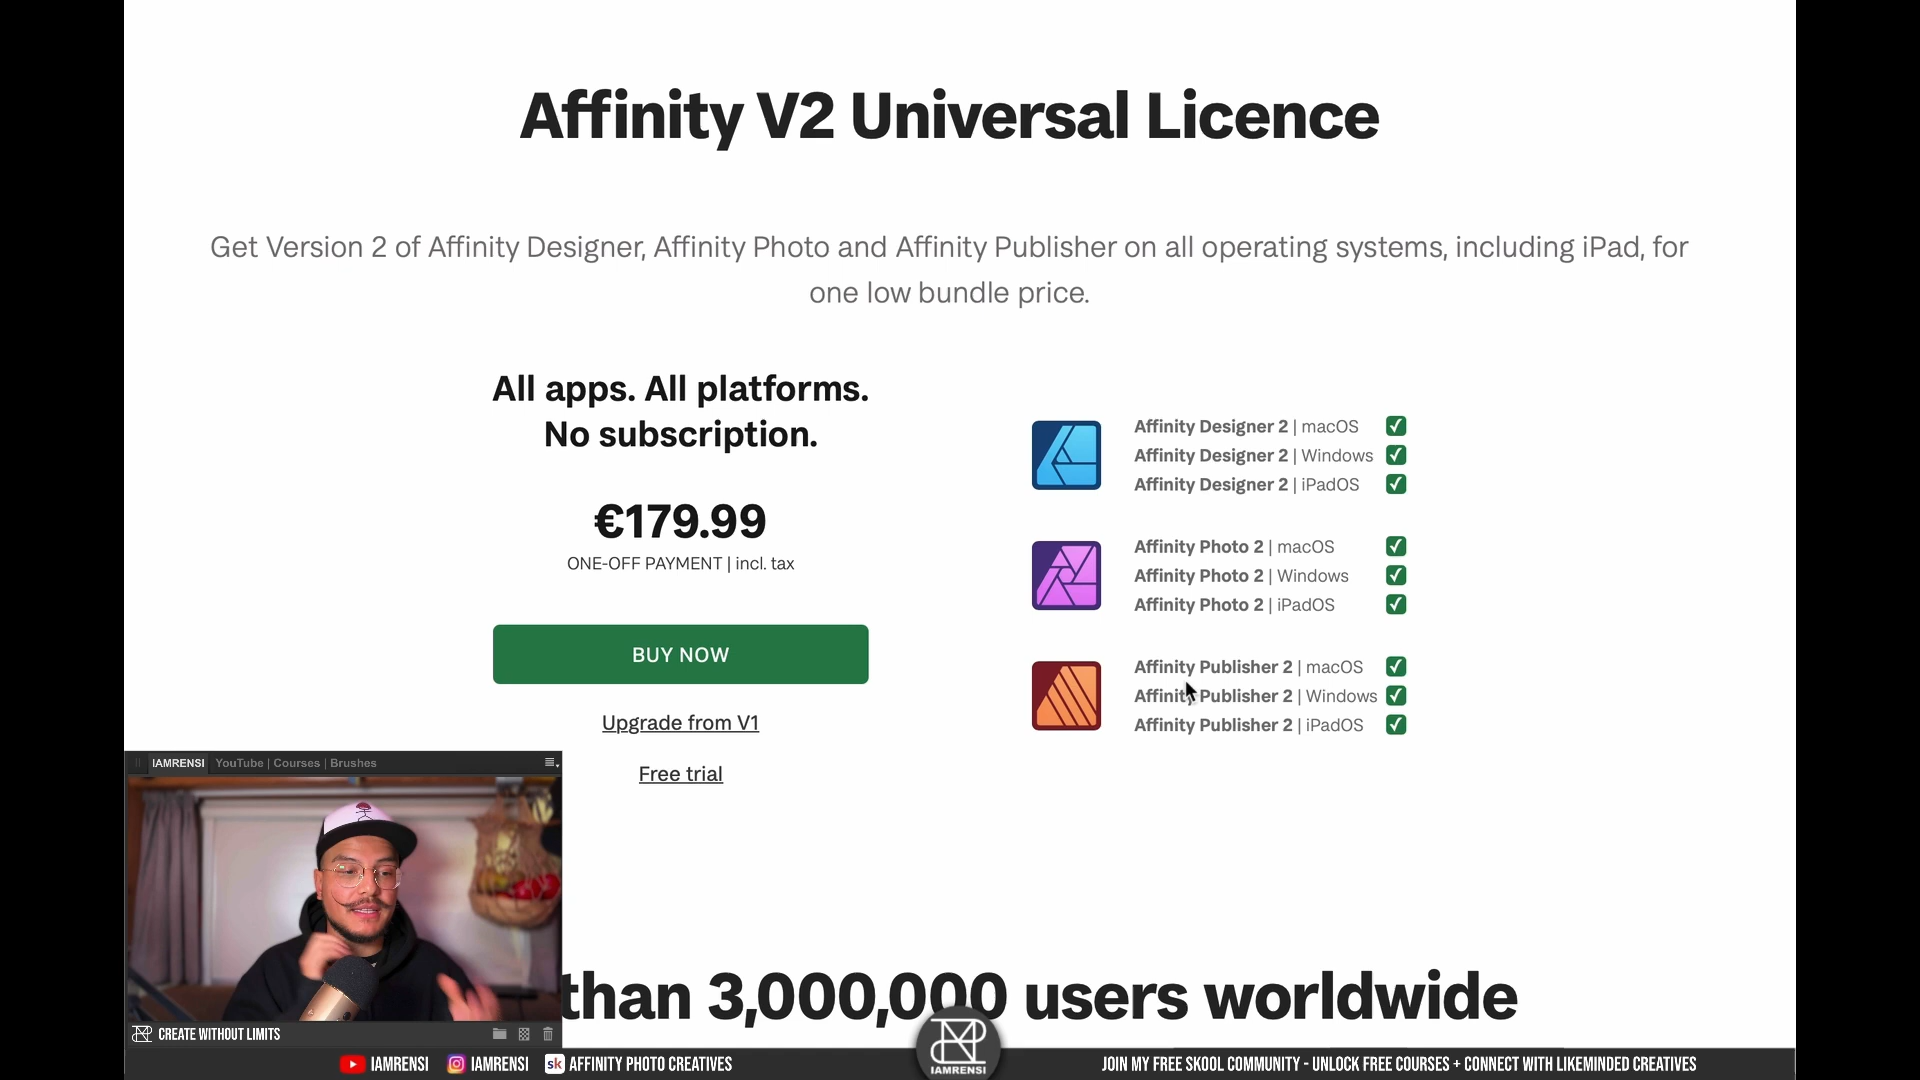 Affinity V2 Universal Licence
Get Version 2 of Affinity Designer, Affinity Photo and Affinity Publisher on all operating systems, including iPad, for
one low bundle price.
All apps. All platforms.
No subscription.
€179.99
ONE-OFF PAYMENT | incl. tax
BUY NOW
Upgrade from V1
Free trial
Affinity Designer 2 | macOS
Affinity Designer 2 | Windows
Affinity Designer 2 | iPadOS
Affinity Photo 2 | macOS
Affinity Photo 2 | Windows
Affinity Photo 2 | iPadOS
Affinity Publisher 2 | macOS
Affinity Publisher 2 | Windows
Affinity Publisher 2 | iPadOS
IAMRENSI YouTube | Courses | Brushes
than 3,000,000 users worldwide
CREATE WITHOUT LIMITS
IAMRENSI IAMRENSI sk AFFINITY PHOTO CREATIVES
IAMRENSI
JOIN MY FREE SKOOL COMMUNITY - UNLOCK FREE COURSES + CONNECT WITH LIKEMINDED CREATIVES